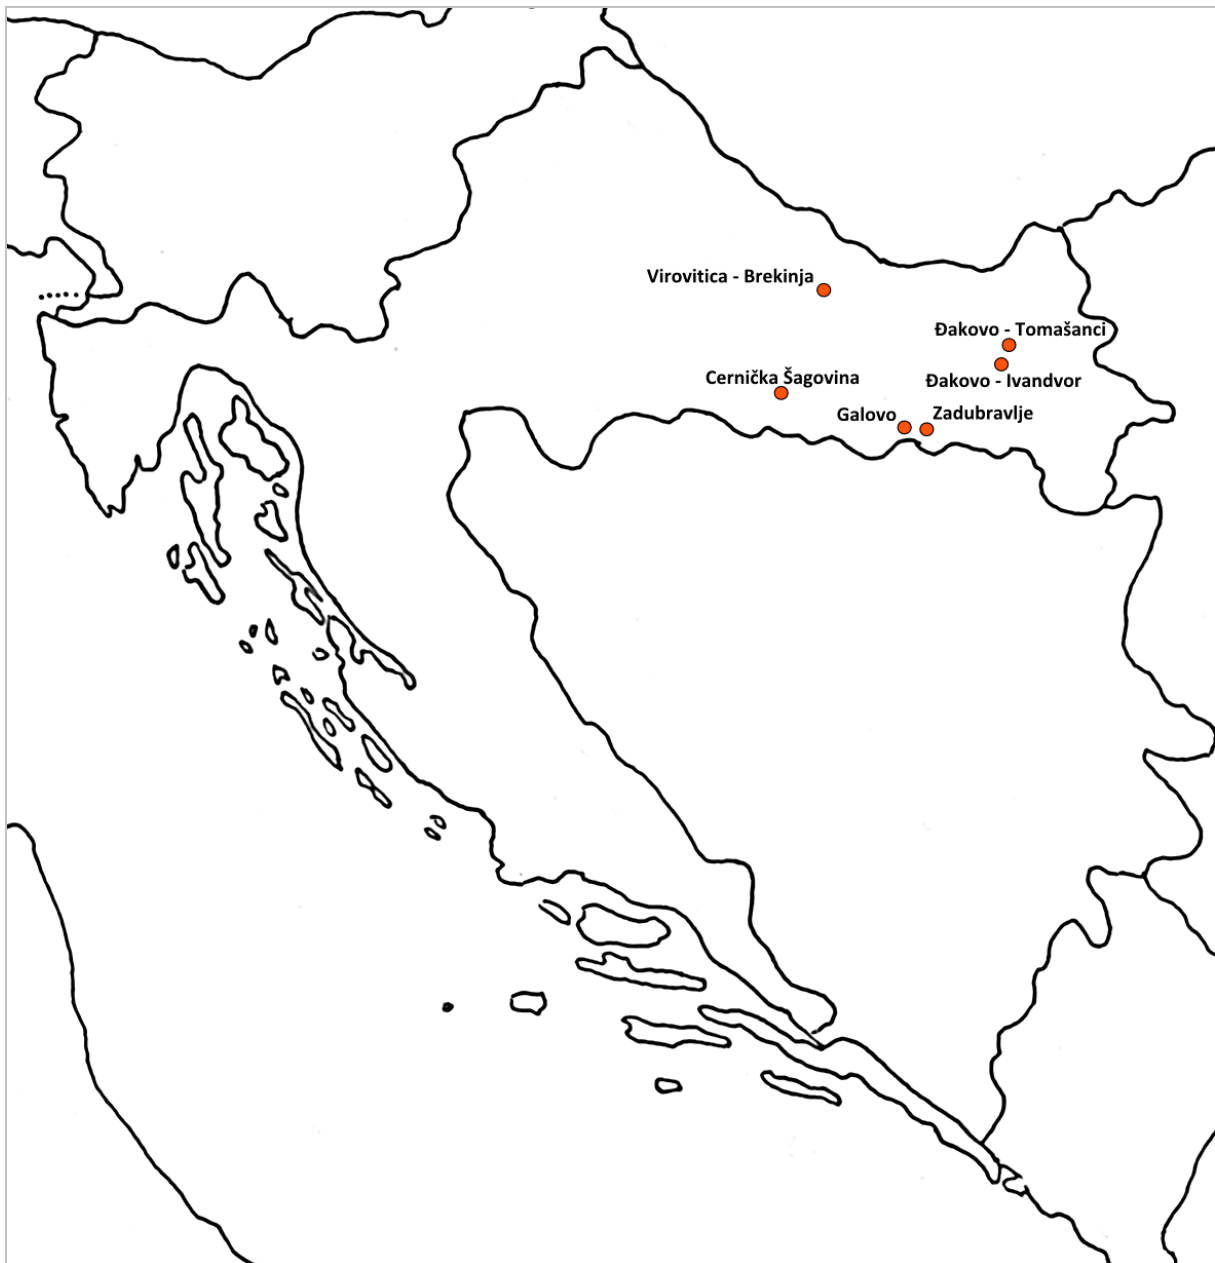 Virovitica - Brekinja
Đakovo - Tomašanci
Đakovo - Ivandvor
Cernička Šagovina
Galovo
Zadubravlje